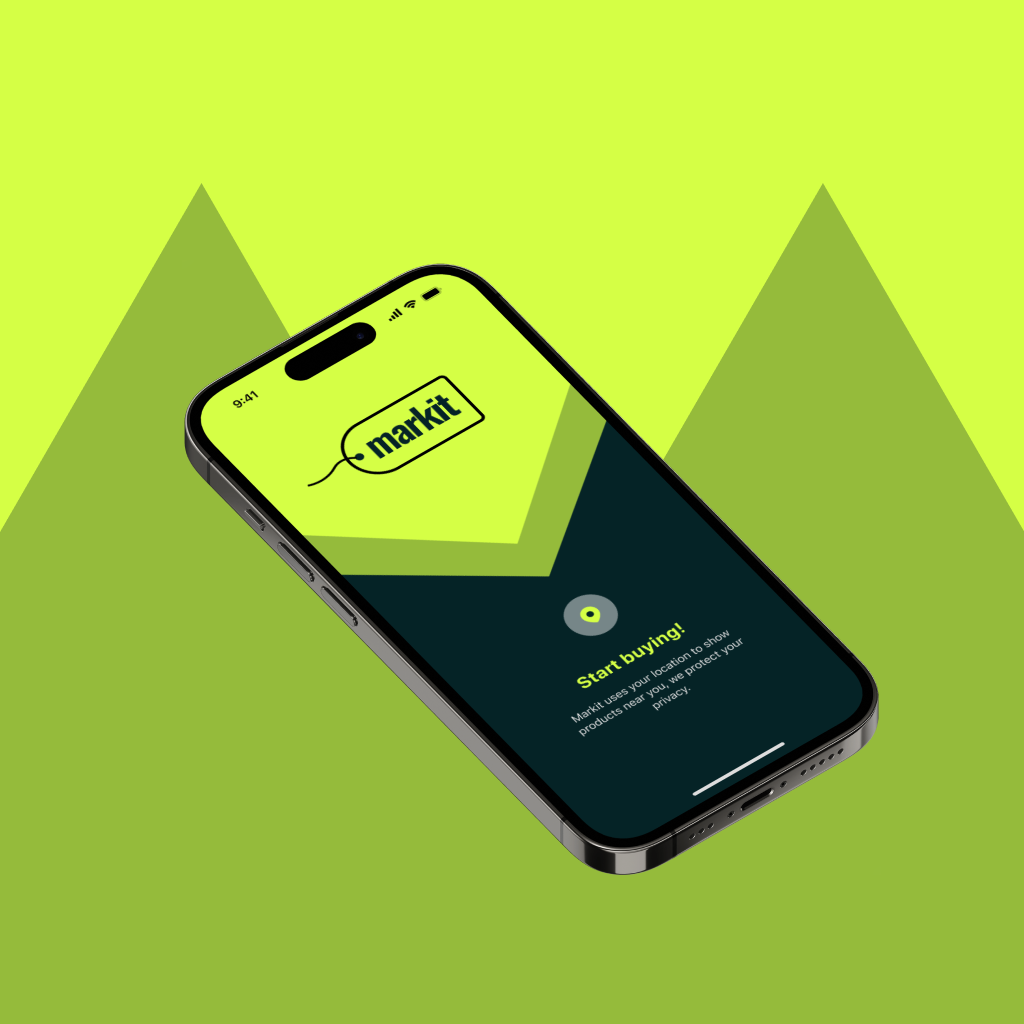 9:41
markit
Start buying!
Markit uses your location to show
products near you, we protect your
privacy.